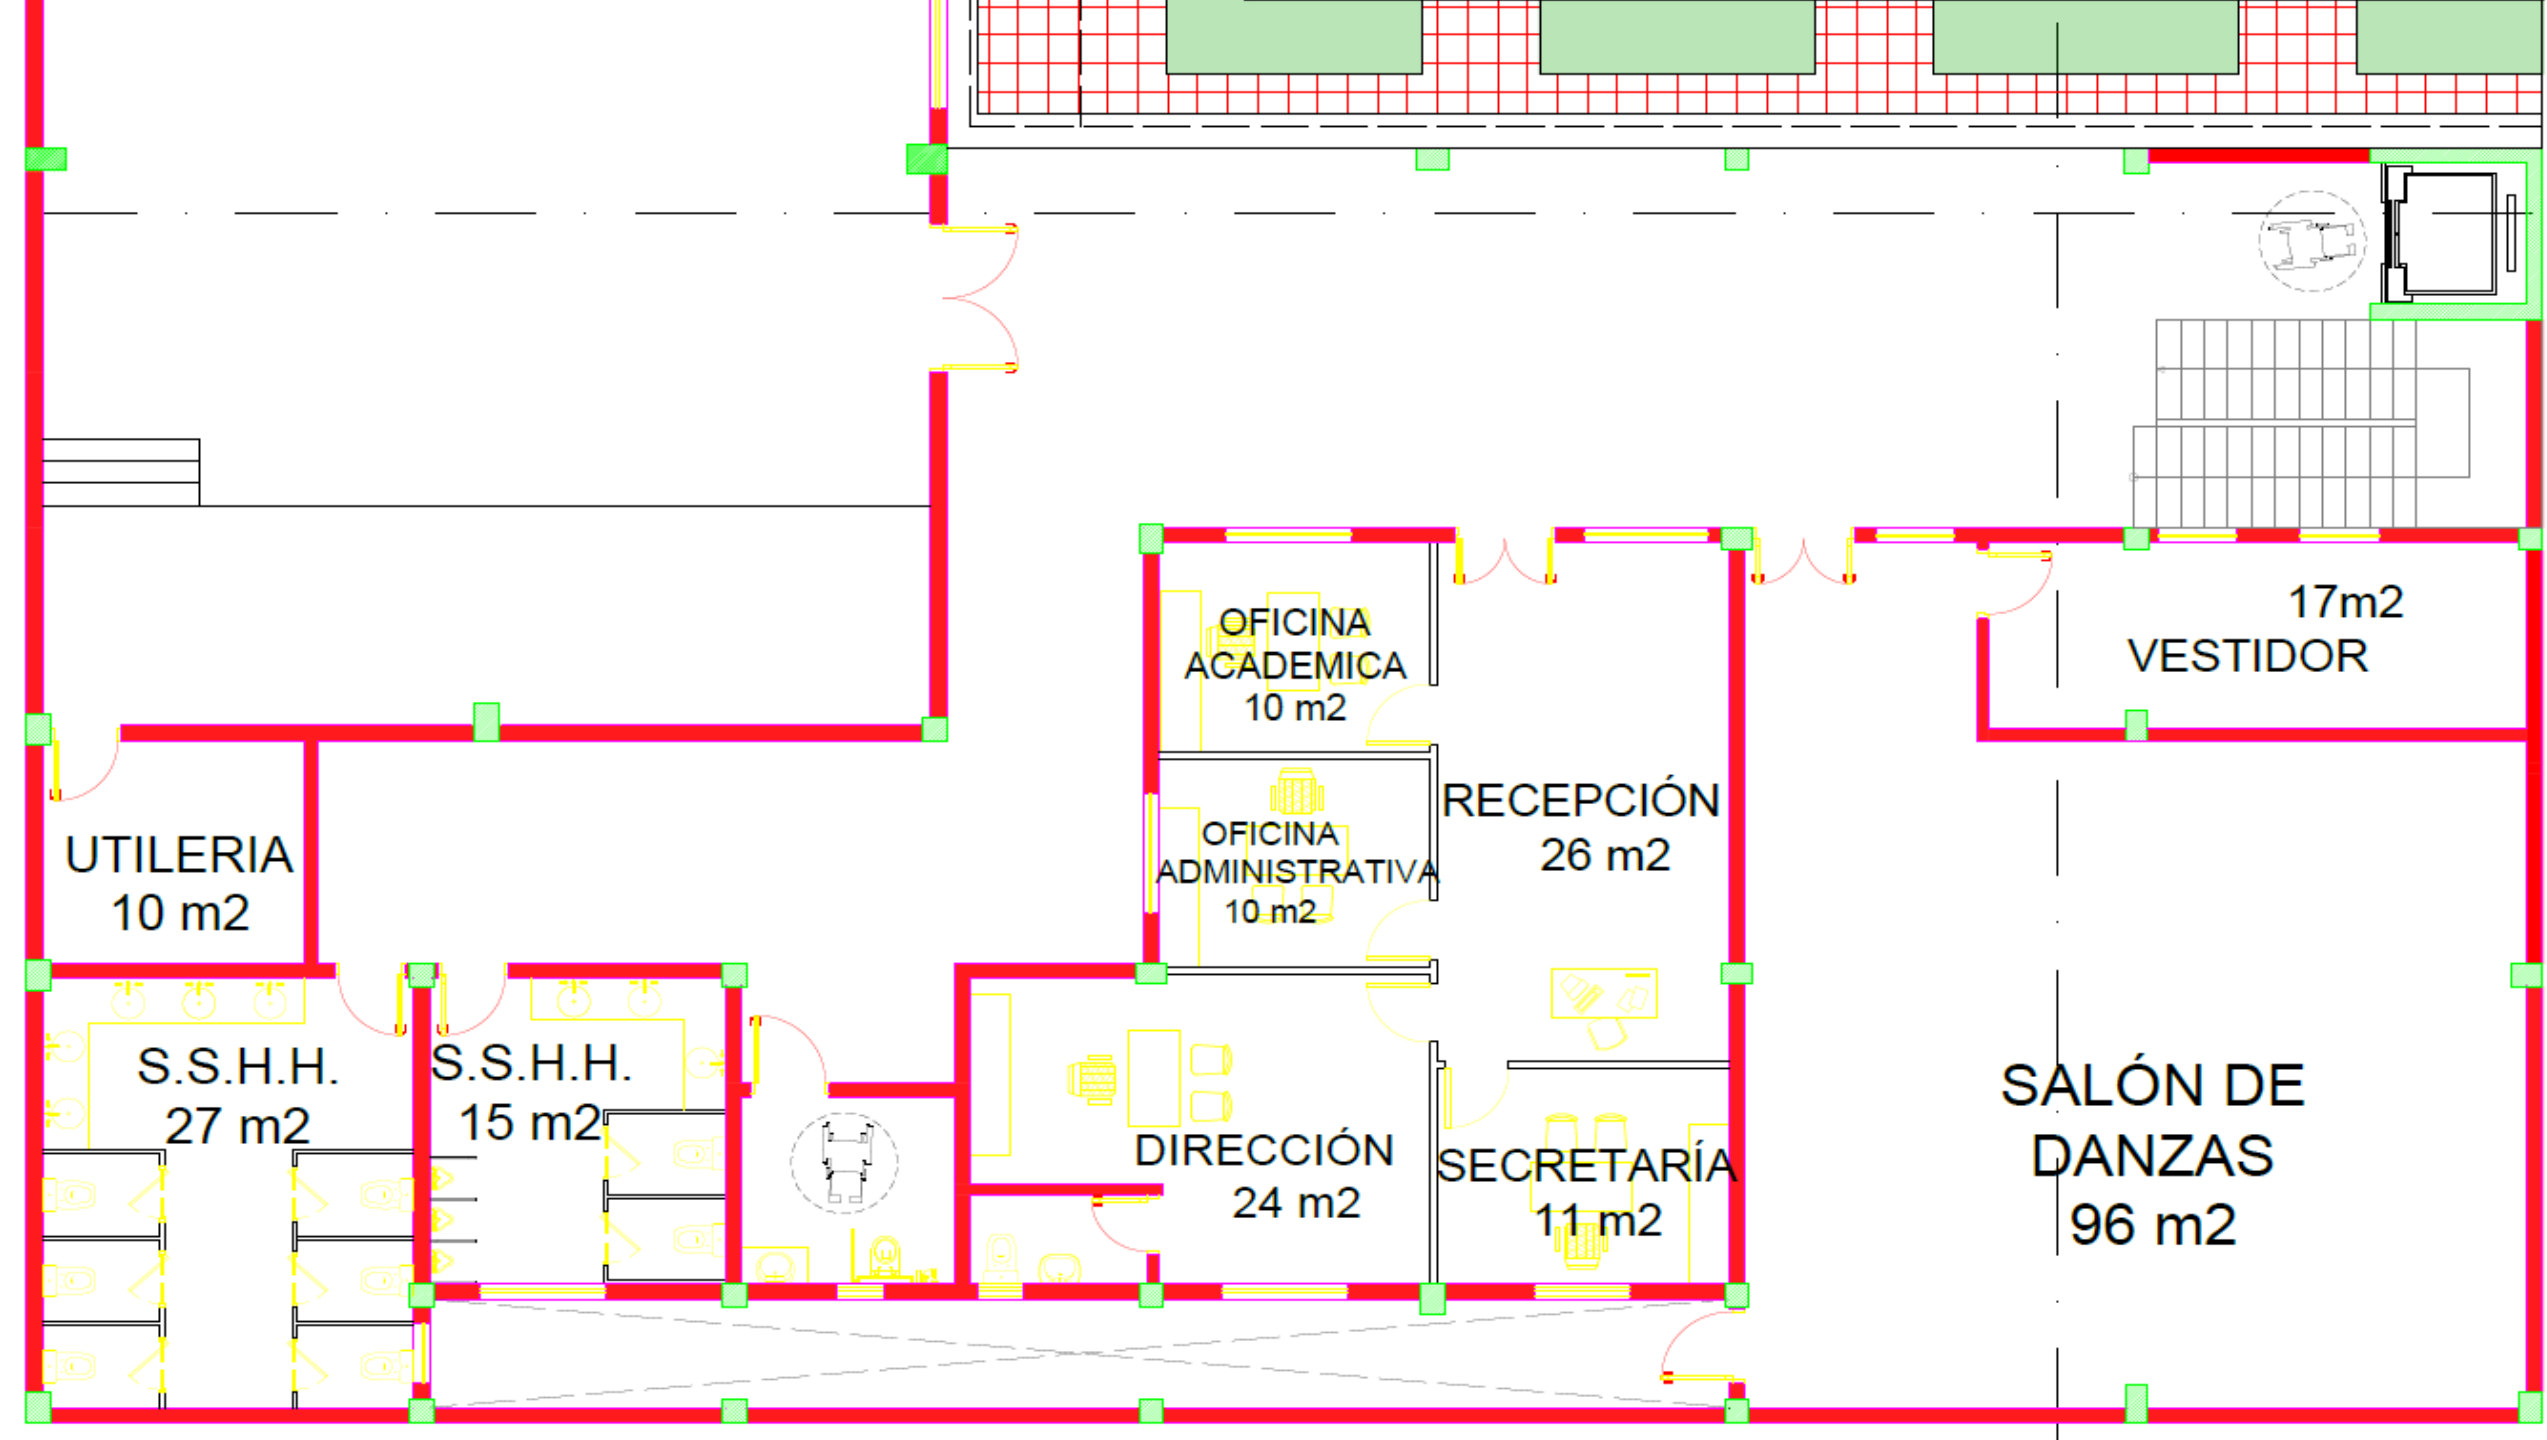 OFICINA
ACADEMICA
10 m2
17m2
VESTIDOR
RECEPCIÓN
26 m2
OFICINA
ADMINISTRATIVA
10 m2
UTILERIA
10 m2
S.S.H.H.
27 m2
S.S.H.H.
15 m2
DIRECCIÓN
24 m2
SECRETARÍA
11 m2
SALÓN DE
DANZAS
96 m2